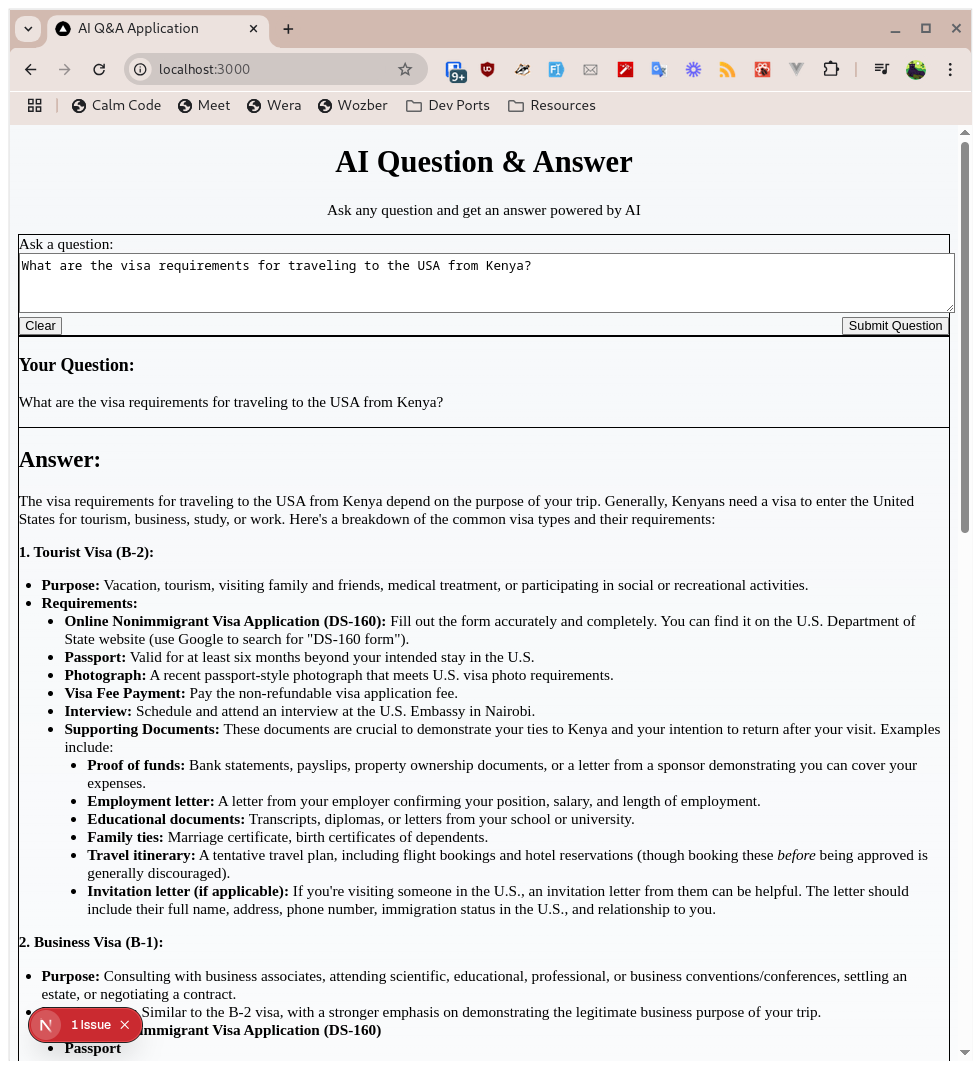 AI Q&A Application
localhost:3000
9+
Calm Code
Meet
Wera
Wozber
Dev Ports
Resources
AI Question & Answer
Ask any question and get an answer powered by AI
Ask a question:
What are the visa requirements for traveling to the USA from Kenya?
Clear
Submit Question
Your Question:
What are the visa requirements for traveling to the USA from Kenya?
Answer:
The visa requirements for traveling to the USA from Kenya depend on the purpose of your trip. Generally, Kenyans need a visa to enter the United
States for tourism, business, study, or work. Here's a breakdown of the common visa types and their requirements:
1. Tourist Visa (B-2):
• Purpose: Vacation, tourism, visiting family and friends, medical treatment, or participating in social or recreational activities.
• Requirements:
• Online Nonimmigrant Visa Application (DS-160): Fill out the form accurately and completely. You can find it on the U.S. Department of
State website (use Google to search for "DS-160 form").
• Passport: Valid for at least six months beyond your intended stay in the U.S.
• Photograph: A recent passport-style photograph that meets U.S. visa photo requirements.
• Visa Fee Payment: Pay the non-refundable visa application fee.
• Interview: Schedule and attend an interview at the U.S. Embassy in Nairobi.
• Supporting Documents: These documents are crucial to demonstrate your ties to Kenya and your intention to return after your visit. Examples
include:
• Proof of funds: Bank statements, payslips, property ownership documents, or a letter from a sponsor demonstrating you can cover your
expenses.
• Employment letter: A letter from your employer confirming your position, salary, and length of employment.
• Educational documents: Transcripts, diplomas, or letters from your school or university.
• Family ties: Marriage certificate, birth certificates of dependents.
• Travel itinerary: A tentative travel plan, including flight bookings and hotel reservations (though booking these before being approved is
generally discouraged).
• Invitation letter (if applicable): If you're visiting someone in the U.S., an invitation letter from them can be helpful. The letter should
include their full name, address, phone number, immigration status in the U.S., and relationship to you.
2. Business Visa (B-1):
• Purpose: Consulting with business associates, attending scientific, educational, professional, or business conventions/conferences, settling an
estate, or negotiating a contract.
Similar to the B-2 visa, with a stronger emphasis on demonstrating the legitimate business purpose of your trip.
N 1 Issue
immigrant Visa Application (DS-160)
• Passport